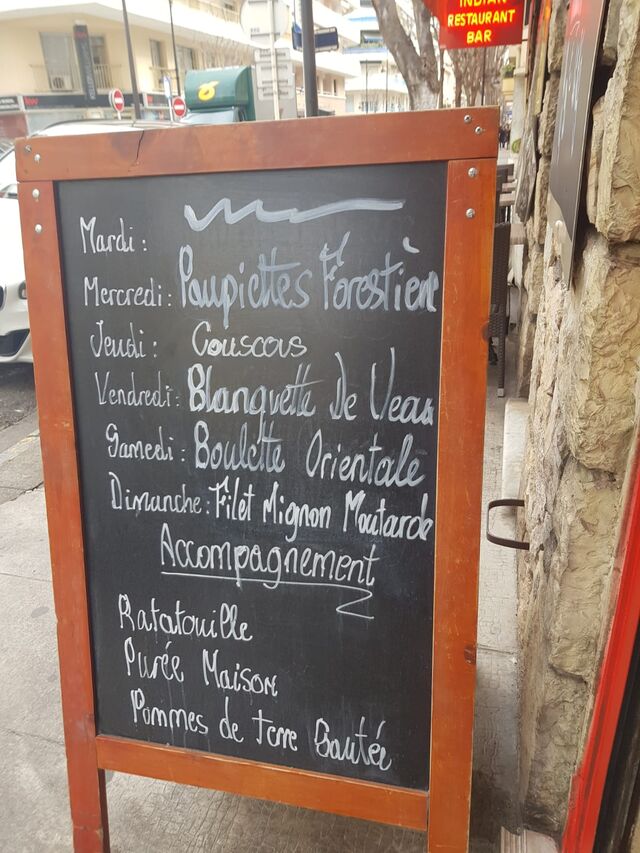 INDIAN
RESTAURANT
BAR
Mardi :
Mercredi : Paupiettes Forestière
Jeudi : Couscous
Vendredi : Blanquette De Veau
Samedi : Boulette Orientale
Dimanche : Filet Mignon Moutarde
Accompagnement
Ratatouille
Purée Maison
Pommes de terre Sautée